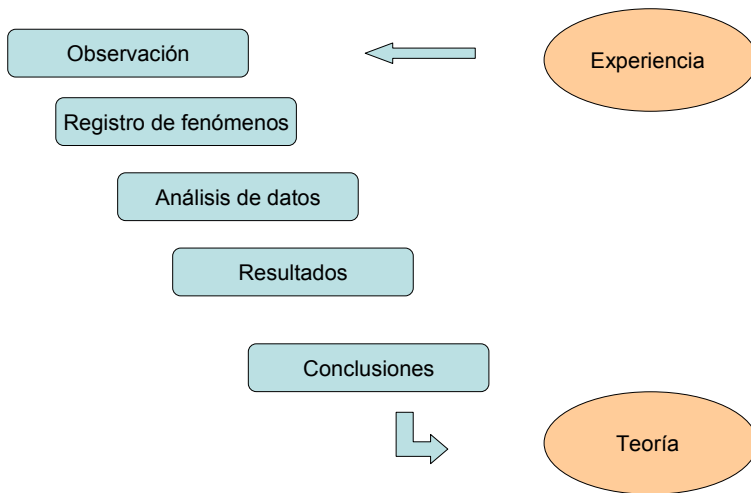 Observación
Experiencia
Registro de fenómenos
Análisis de datos
Resultados
Conclusiones
Teoría